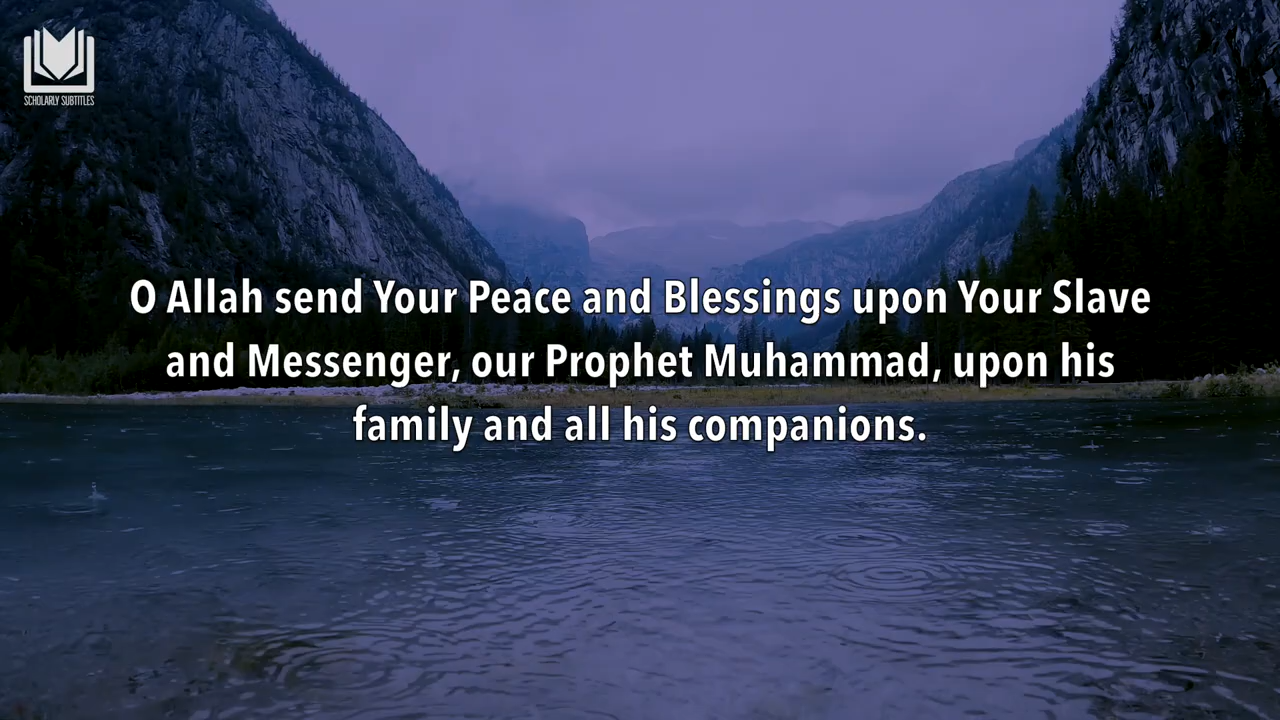 SCHOLARLY SUBTITLES
O Allah send Your Peace and Blessings upon Your Slave
and Messenger, our Prophet Muhammad, upon his
family and all his companions.